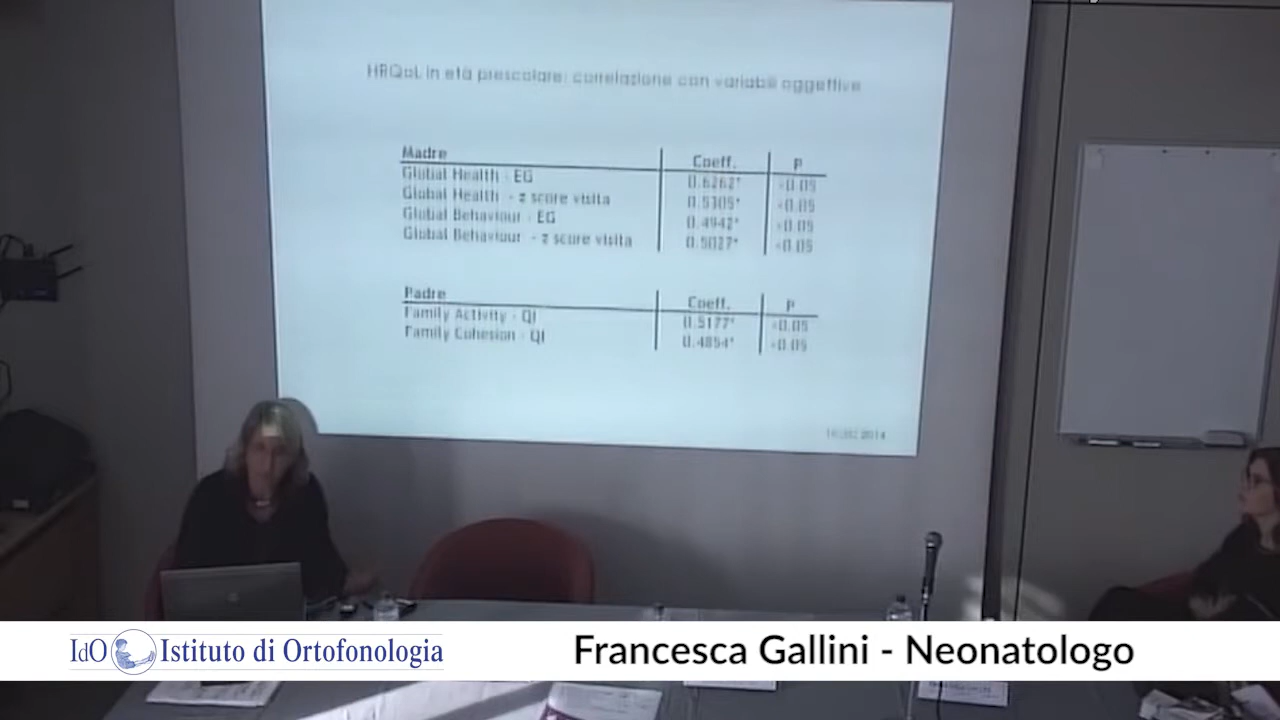 HRQoL in età prescolare: correlazione con variabili oggettive
Madre Coeff. P
Global Health - EG 0.6262* <0.05
Global Health - z score visita 0.5305* <0.05
Global Behaviour - EG 0.4942* <0.05
Global Behaviour - z score visita 0.5027* <0.05
Padre Coeff. P
Family Activity - QI 0.5177* <0.05
Family Cohesion - QI 0.4854* <0.05
2014
IdO Istituto di Ortofonologia
Francesca Gallini - Neonatologo